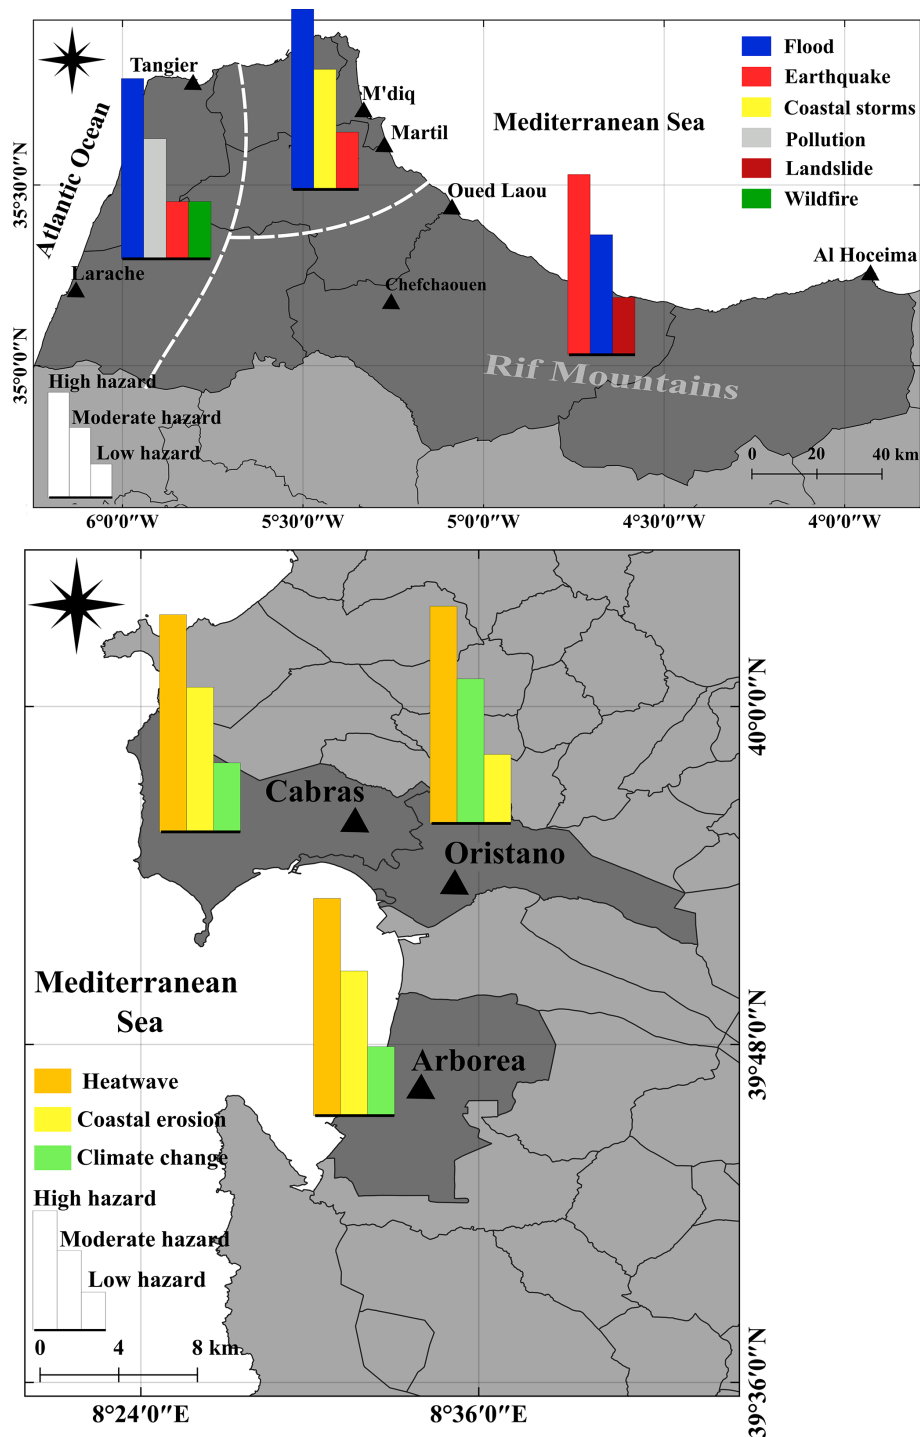 Tangier
M'diq
Martil
Mediterranean Sea
Atlantic Ocean
Oued Laou
Al Hoceima
Larache
Chefchaouen
Rif Mountains
Flood
Earthquake
Coastal storms
Pollution
Landslide
Wildfire
35°30′0″N
35°0′0″N
High hazard
Moderate hazard
Low hazard
0 20 40 km
6°0′0″W 5°30′0″W 5°0′0″W 4°30′0″W 4°0′0″W
Cabras
Oristano
Mediterranean
Sea
Arborea
Heatwave
Coastal erosion
Climate change
High hazard
Moderate hazard
Low hazard
0 4 8 km
40°0′0″N
39°48′0″N
39°36′0″N
8°24′0″E 8°36′0″E